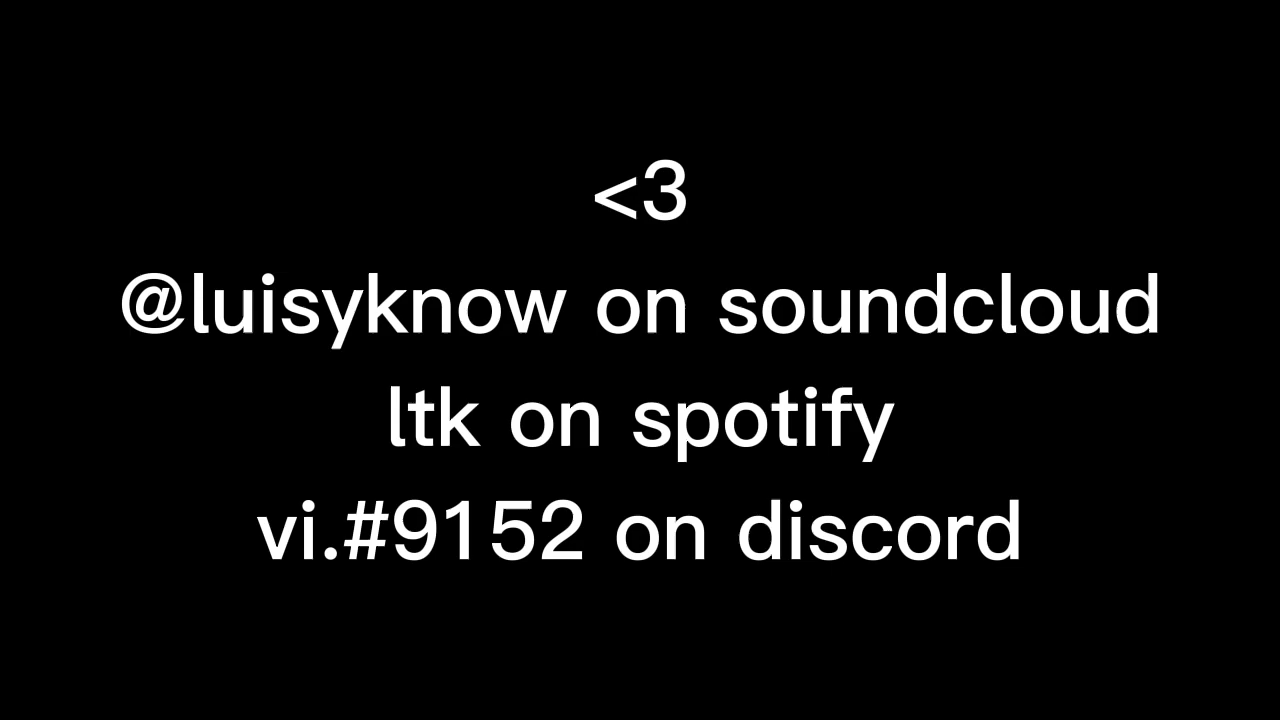 <3
@luisyknow on soundcloud
ltk on spotify
vi.#9152 on discord